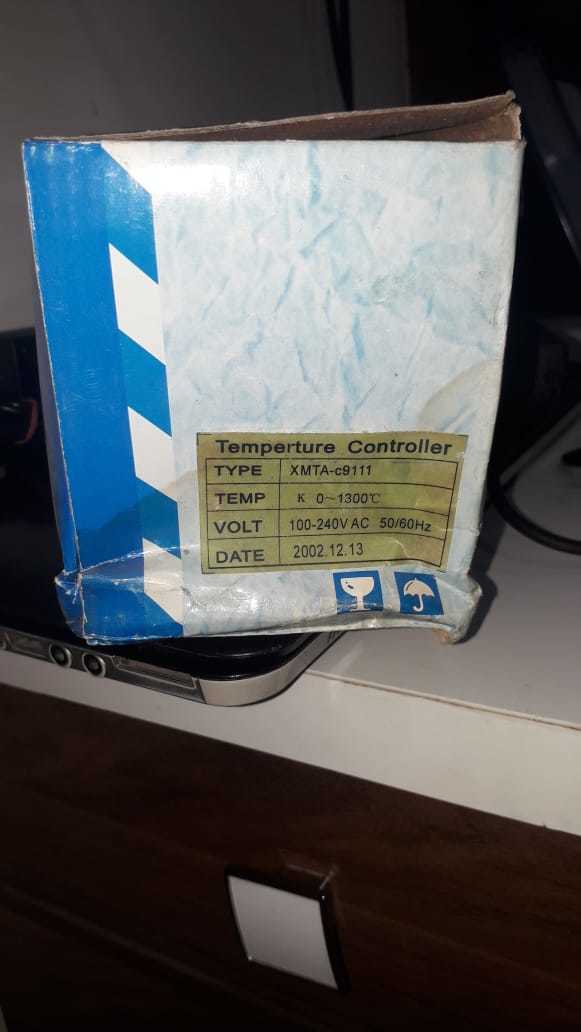 Temperture Controller
TYPE XMTA-c9111
TEMP K 0~1300℃
VOLT 100-240V AC 50/60Hz
DATE 2002.12.13